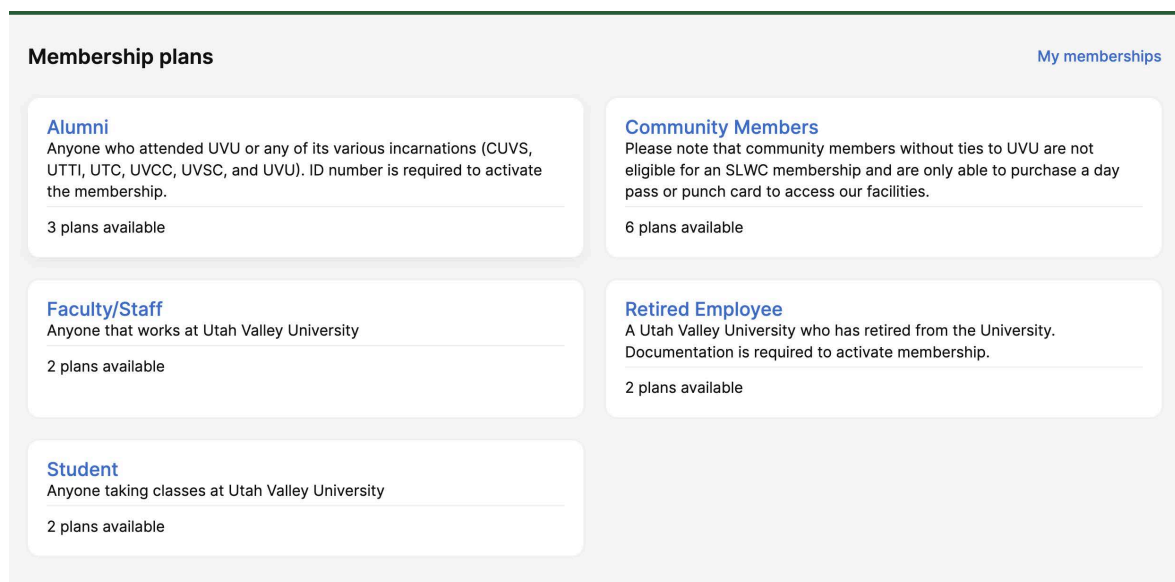 Membership plans
My memberships
Alumni
Anyone who attended UVU or any of its various incarnations (CUVS,
UTTI, UTC, UVCC, UVSC, and UVU). ID number is required to activate
the membership.
3 plans available
Community Members
Please note that community members without ties to UVU are not
eligible for an SLWC membership and are only able to purchase a day
pass or punch card to access our facilities.
6 plans available
Faculty/Staff
Anyone that works at Utah Valley University
2 plans available
Retired Employee
A Utah Valley University who has retired from the University.
Documentation is required to activate membership.
2 plans available
Student
Anyone taking classes at Utah Valley University
2 plans available